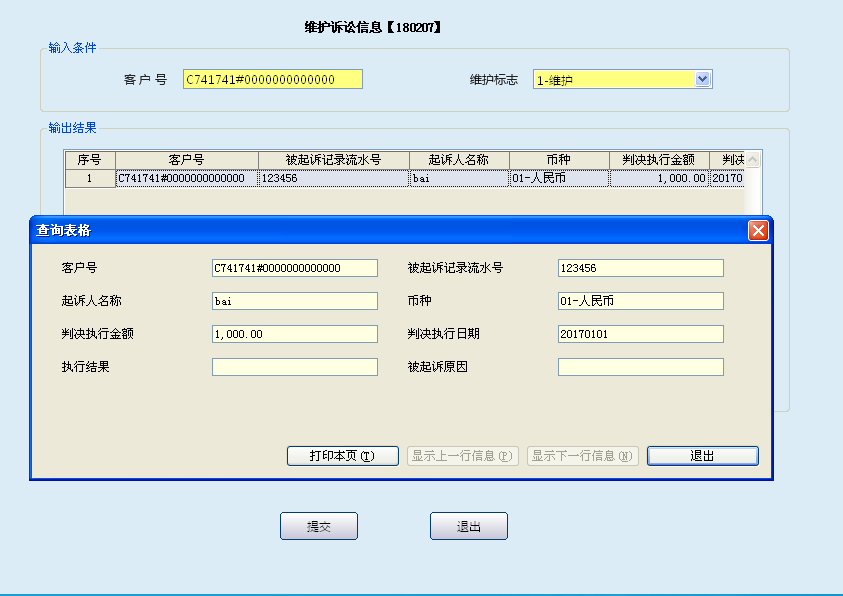 维护诉讼信息【180207】
输入条件
客户号 C741741#0000000000000 维护标志 1-维护
输出结果
序号 客户号 被起诉记录流水号 起诉人名称 币种 判决执行金额 判决
1 C741741#0000000000000 123456 bai 01-人民币 1,000.00 20170
查询表格
客户号 C741741#0000000000000 被起诉记录流水号 123456
起诉人名称 bai 币种 01-人民币
判决执行金额 1,000.00 判决执行日期 20170101
执行结果 被起诉原因
打印本页(T) 显示上一行信息(P) 显示下一行信息(N) 退出
提交 退出